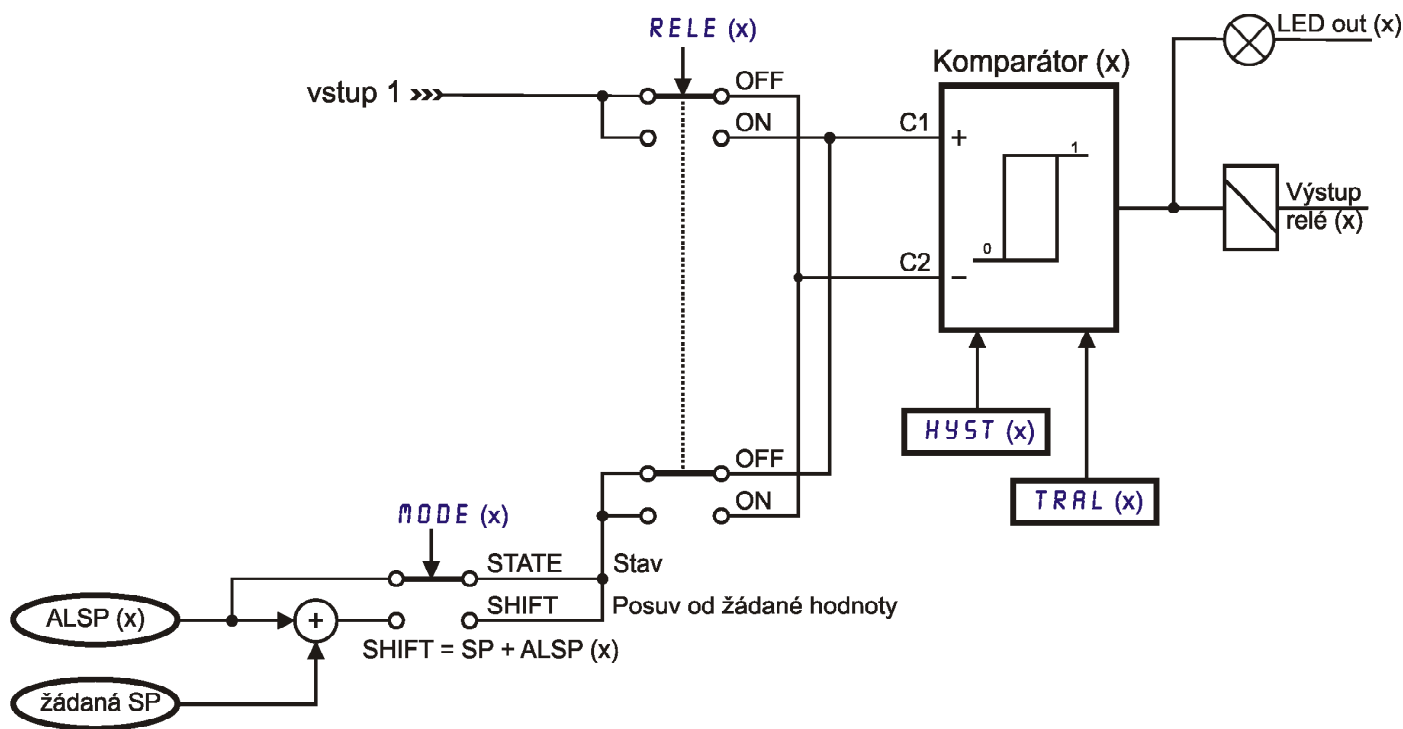 RELE (x)
LED out (x)
vstup 1
OFF
ON
Komparátor (x)
C1
+
1
0
C2
−
Výstup
relé (x)
HYST (x)
TRAL (x)
OFF
ON
MODE (x)
STATE
Stav
SHIFT
Posuv od žádané hodnoty
ALSP (x)
+
SHIFT = SP + ALSP (x)
žádaná SP